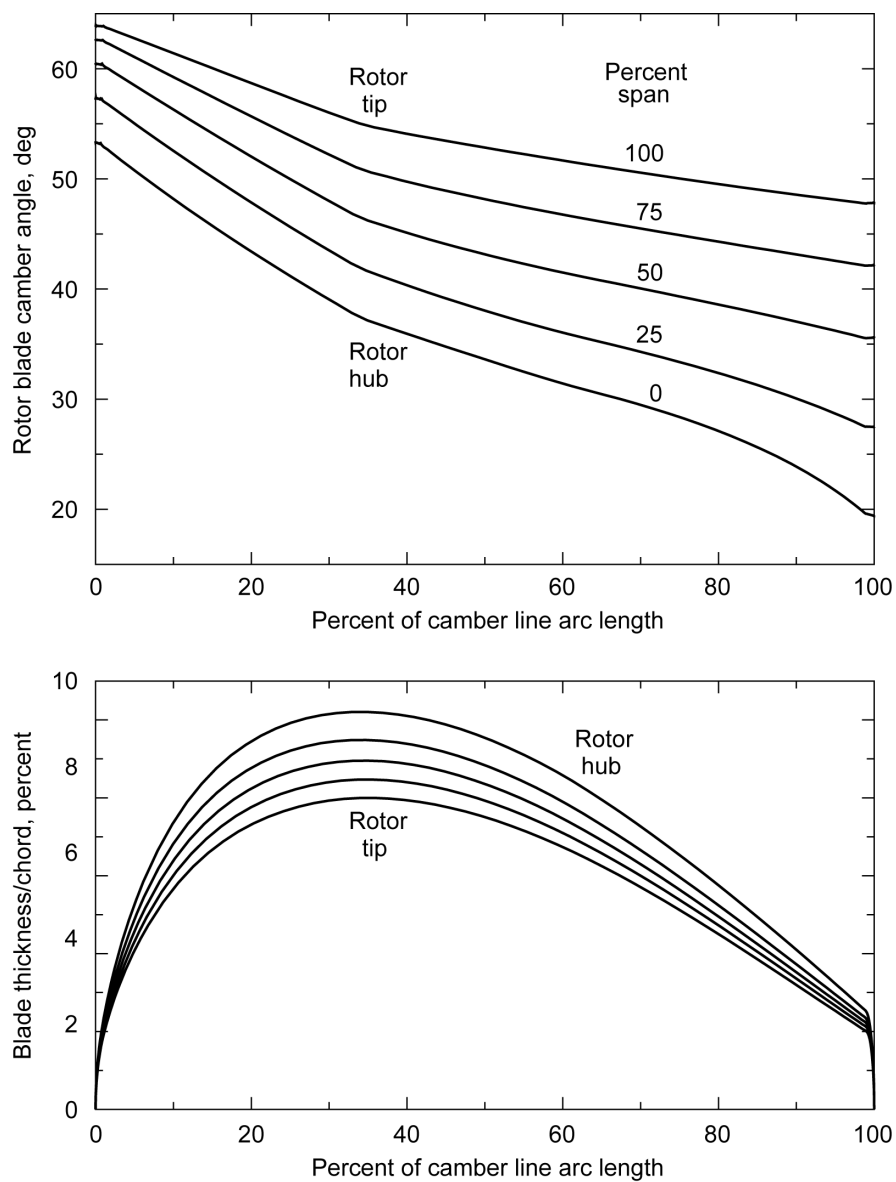 Rotor blade camber angle, deg
60
50
40
30
20
Rotor
tip
Percent
span
100
75
50
25
0
Rotor
hub
0
20
40
60
80
100
Percent of camber line arc length
Blade thickness/chord, percent
10
8
6
4
2
0
Rotor
hub
Rotor
tip
0
20
40
60
80
100
Percent of camber line arc length